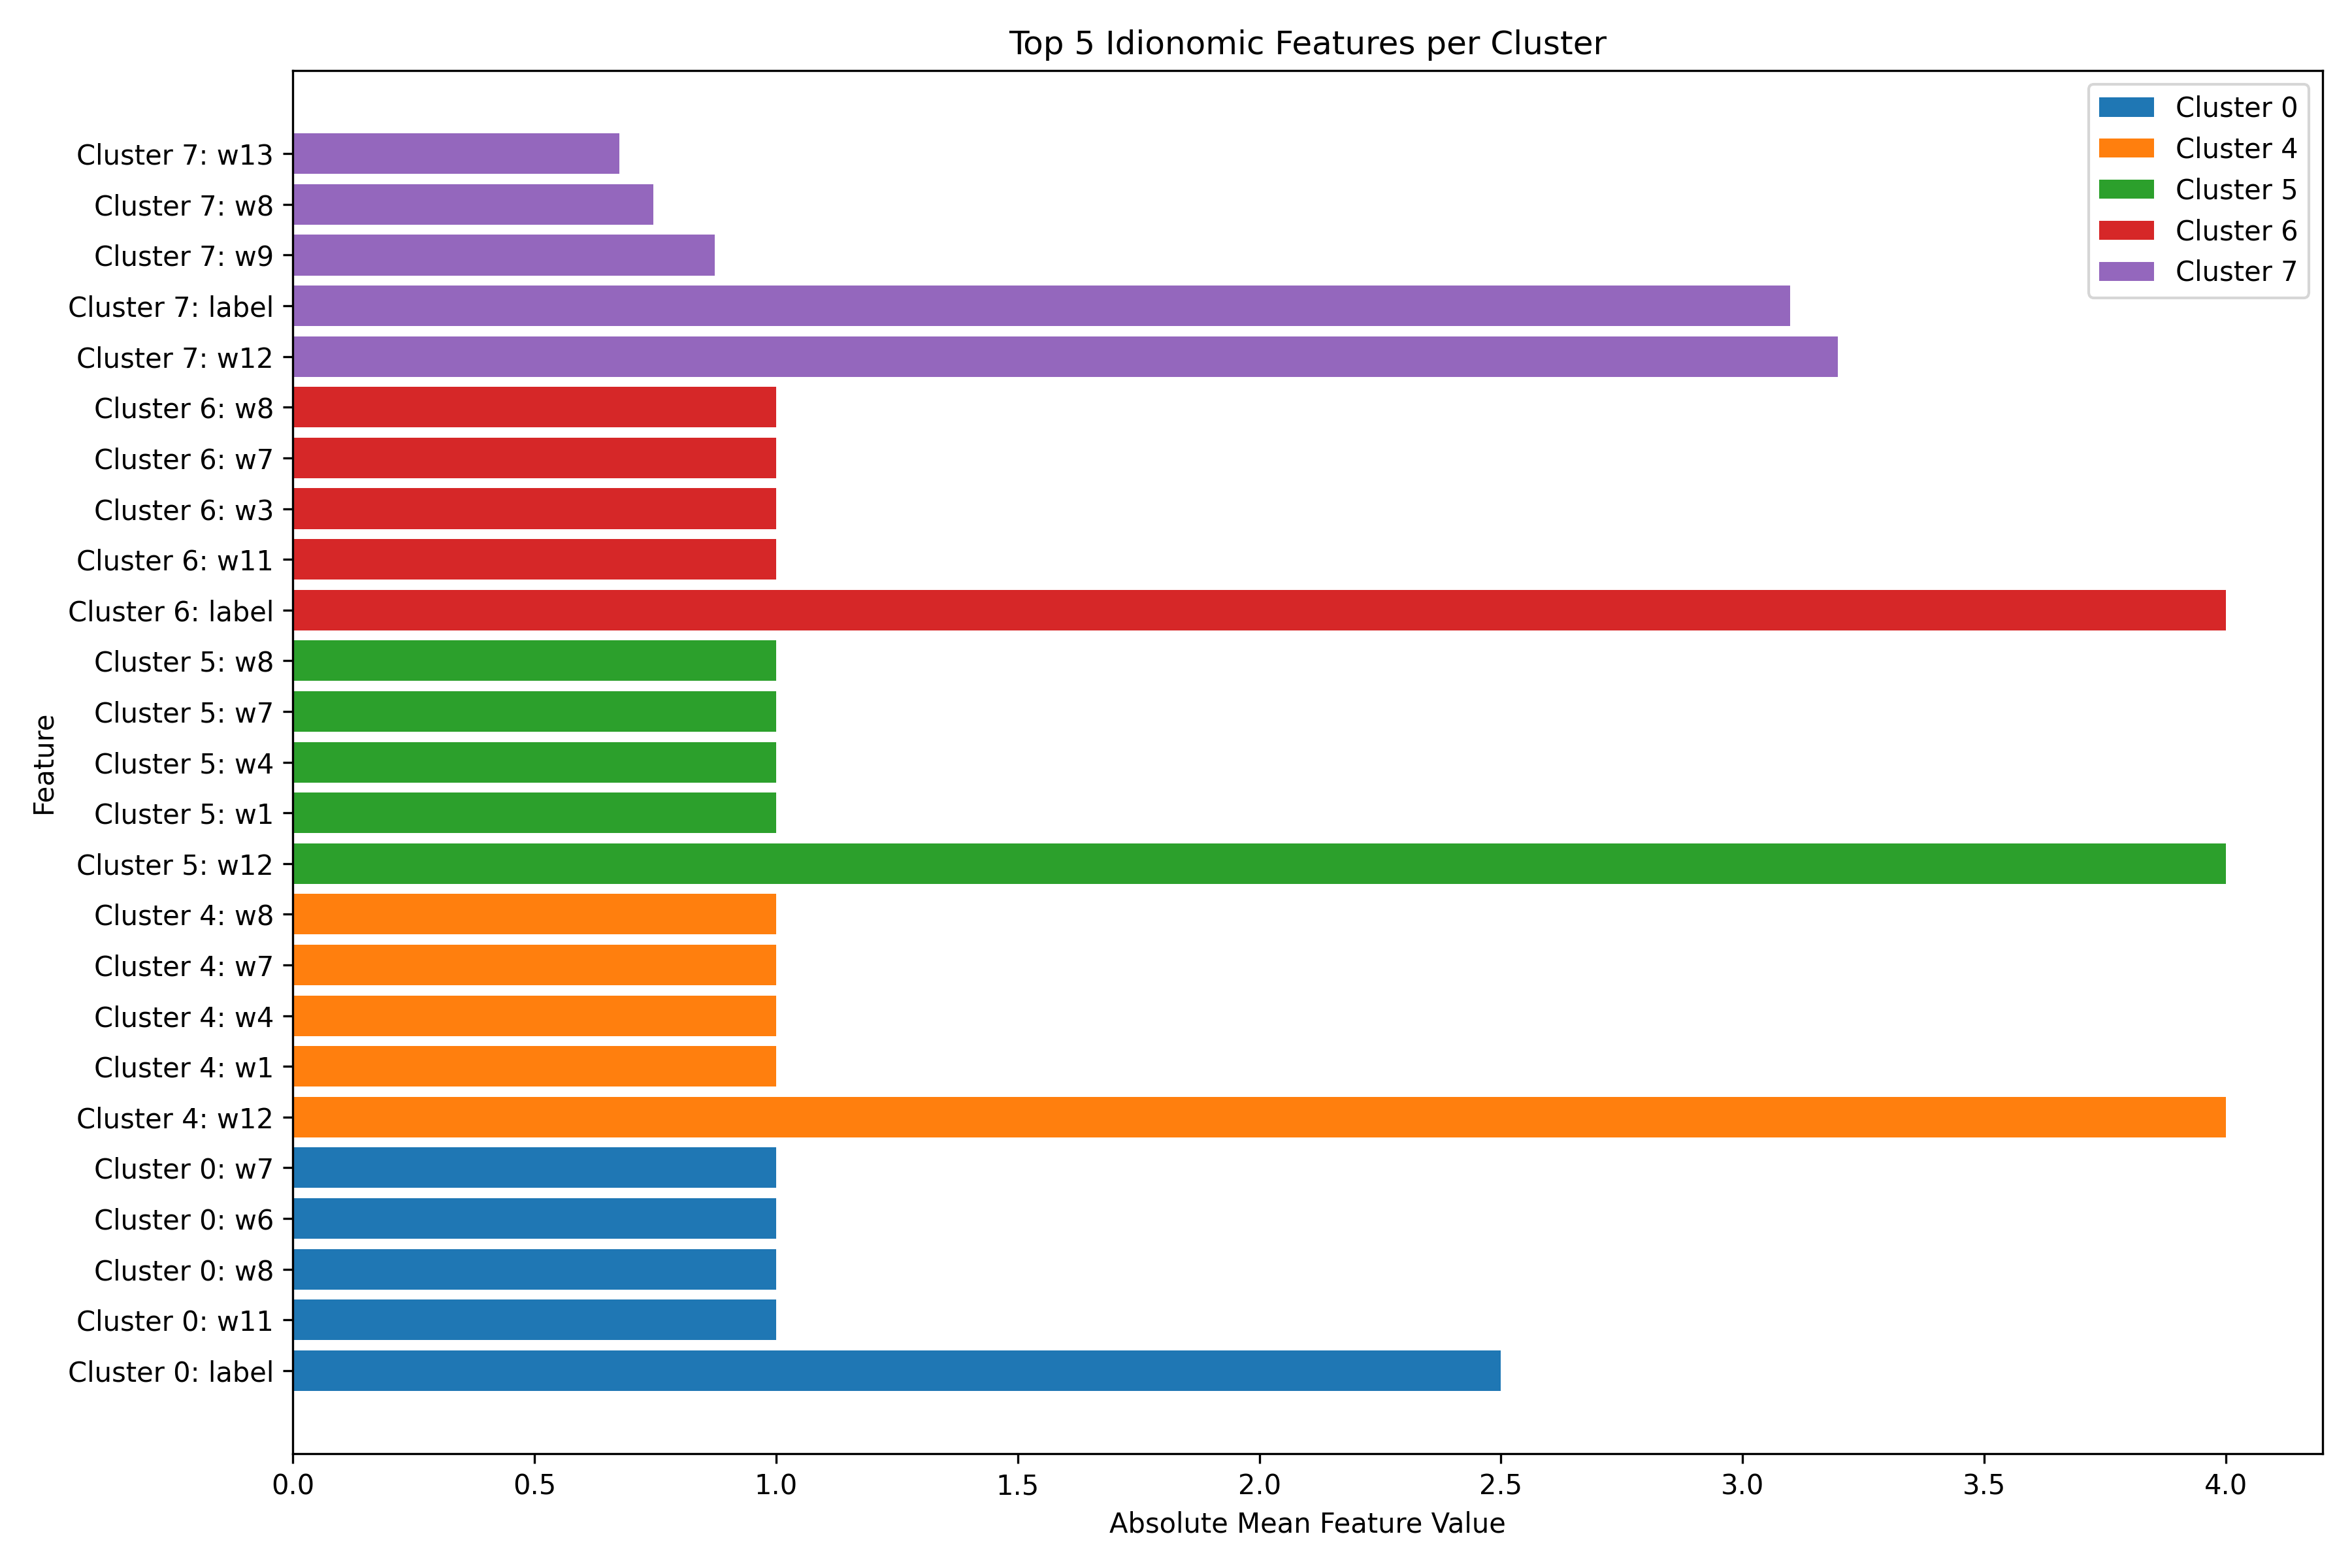 Top 5 Idionomic Features per Cluster
Cluster 0
Cluster 4
Cluster 5
Cluster 6
Cluster 7
Feature
Cluster 7: w13
Cluster 7: w8
Cluster 7: w9
Cluster 7: label
Cluster 7: w12
Cluster 6: w8
Cluster 6: w7
Cluster 6: w3
Cluster 6: w11
Cluster 6: label
Cluster 5: w8
Cluster 5: w7
Cluster 5: w4
Cluster 5: w1
Cluster 5: w12
Cluster 4: w8
Cluster 4: w7
Cluster 4: w4
Cluster 4: w1
Cluster 4: w12
Cluster 0: w7
Cluster 0: w6
Cluster 0: w8
Cluster 0: w11
Cluster 0: label
0.0 0.5 1.0 1.5 2.0 2.5 3.0 3.5 4.0
Absolute Mean Feature Value